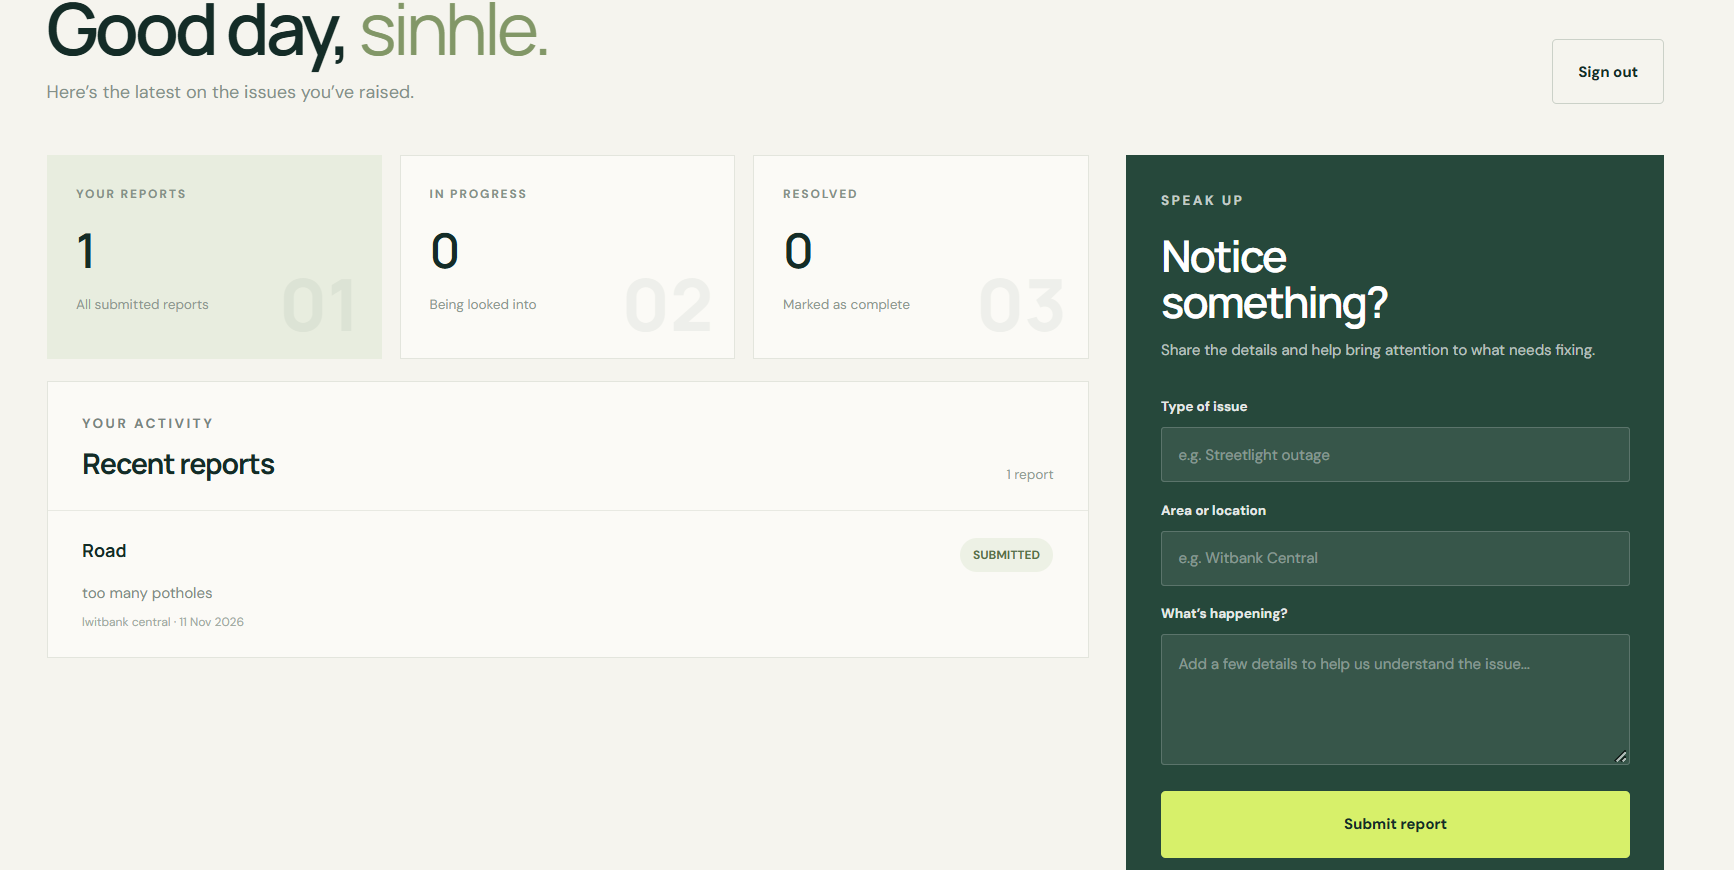 Good day, sinhle.
Here’s the latest on the issues you’ve raised.
Sign out
YOUR REPORTS
1
All submitted reports
01
IN PROGRESS
0
Being looked into
02
RESOLVED
0
Marked as complete
03
YOUR ACTIVITY
Recent reports
1 report
Road
SUBMITTED
too many potholes
lwitbank central · 11 Nov 2026
SPEAK UP
Notice
something?
Share the details and help bring attention to what needs fixing.
Type of issue
e.g. Streetlight outage
Area or location
e.g. Witbank Central
What’s happening?
Add a few details to help us understand the issue...
Submit report